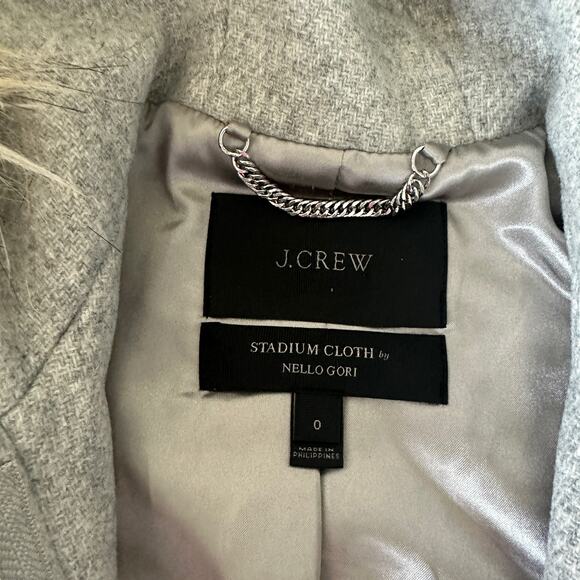 J.CREW
STADIUM CLOTH by
NELLO GORI
0
MADE IN
PHILIPPINES